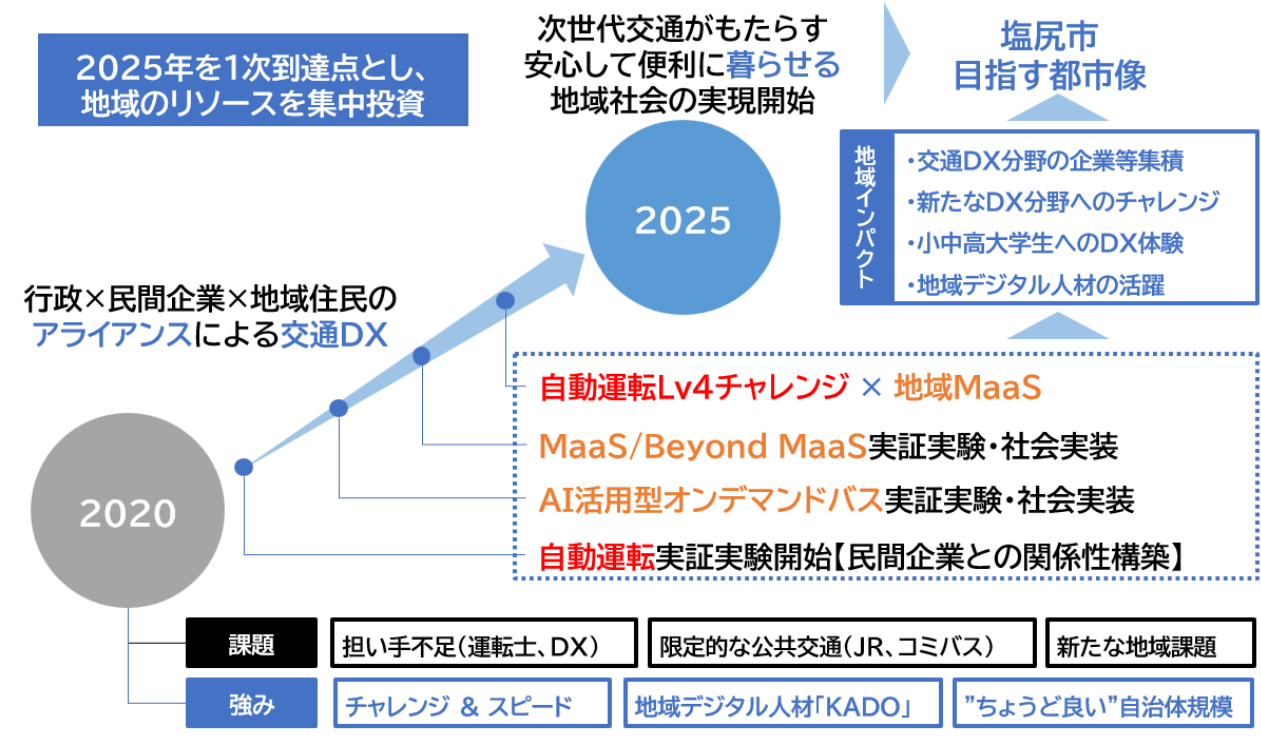 2025年を1次到達点とし、
地域のリソースを集中投資
次世代交通がもたらす
安心して便利に暮らせる
地域社会の実現開始
塩尻市
目指す都市像
2025
地域インパクト
・交通DX分野の企業等集積
・新たなDX分野へのチャレンジ
・小中高大学生へのDX体験
・地域デジタル人材の活躍
行政×民間企業×地域住民の
アライアンスによる交通DX
自動運転Lv4チャレンジ × 地域MaaS
MaaS/Beyond MaaS実証実験・社会実装
AI活用型オンデマンドバス実証実験・社会実装
自動運転実証実験開始【民間企業との関係性構築】
2020
課題
担い手不足(運転士、DX)
限定的な公共交通(JR、コミバス)
新たな地域課題
強み
チャレンジ & スピード
地域デジタル人材「KADO」
”ちょうど良い”自治体規模